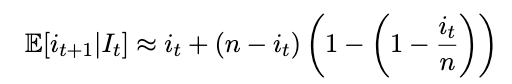 𝔼[i_{t+1}|I_t] ≈ i_t + (n − i_t) (1 − (1 − i_t/n))